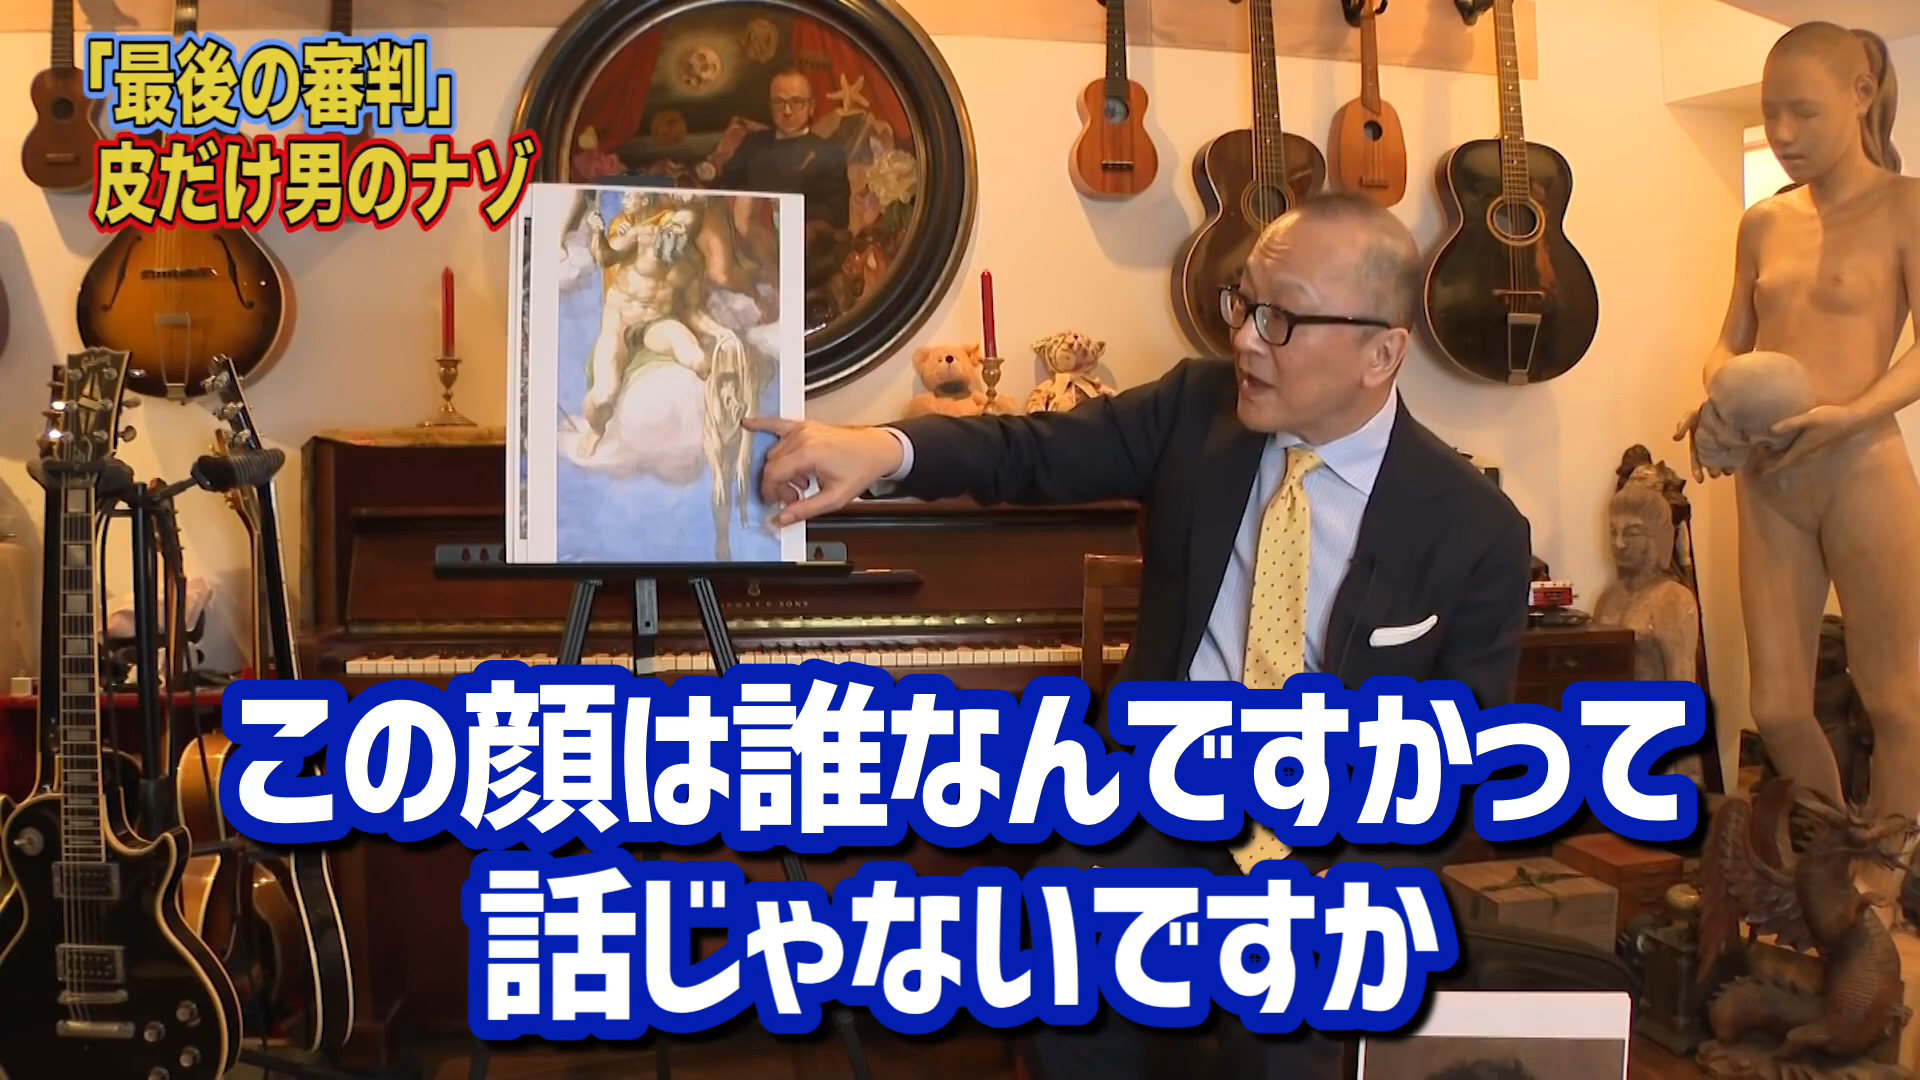 「最後の審判」
皮だけ男のナゾ
Gibson
この顔は誰なんですかって
話じゃないですか